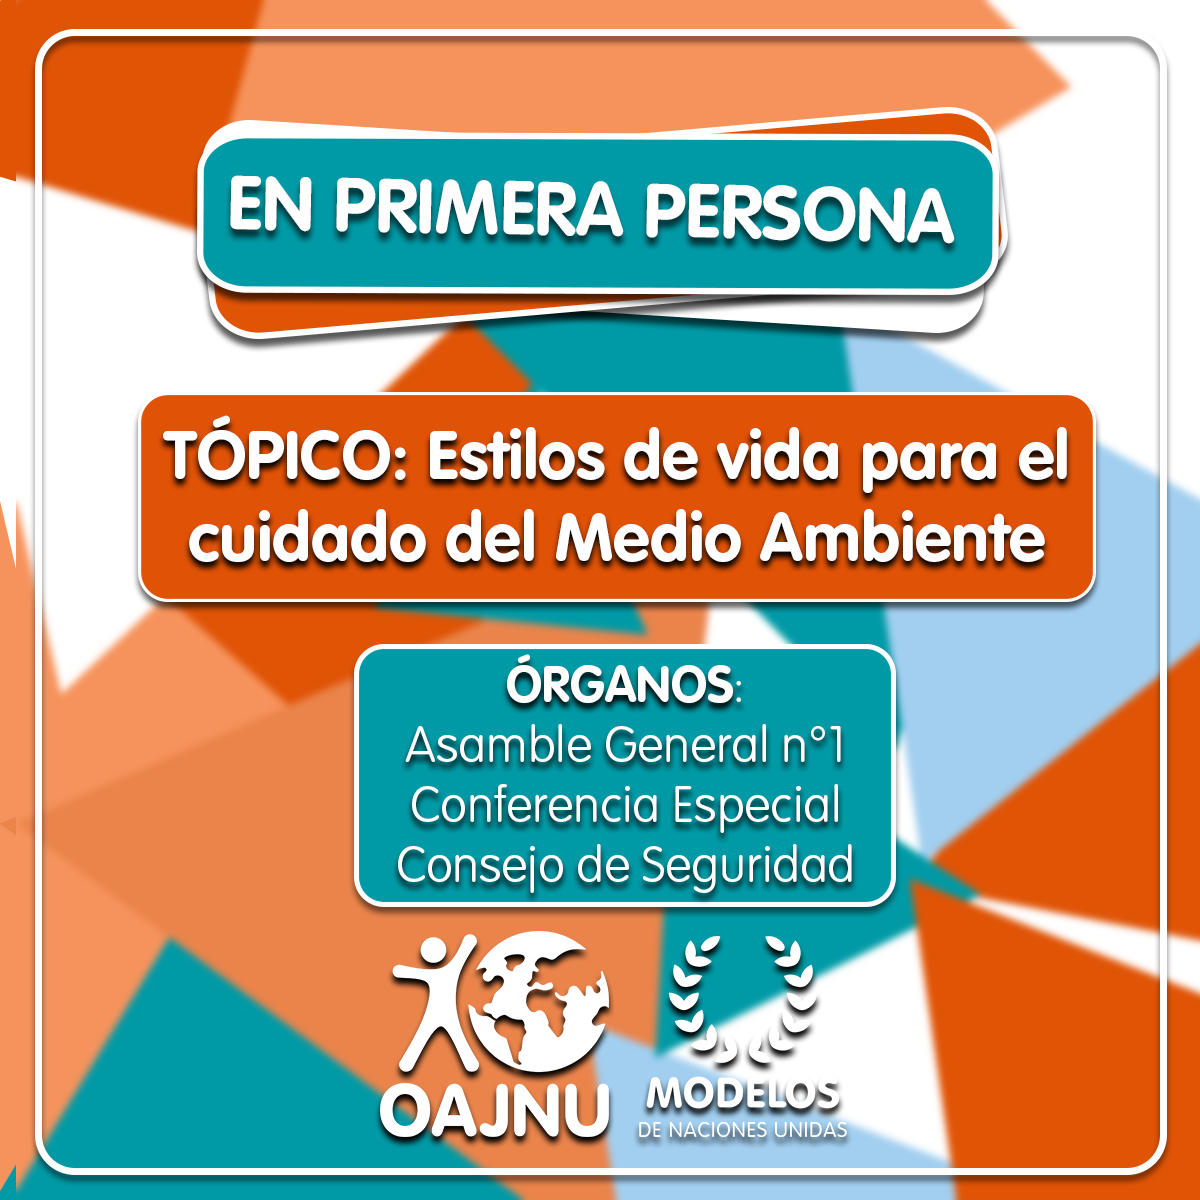 EN PRIMERA PERSONA
TÓPICO: Estilos de vida para el
cuidado del Medio Ambiente
ÓRGANOS:
Asamble General n°1
Conferencia Especial
Consejo de Seguridad
OAJNU
MODELOS
DE NACIONES UNIDAS